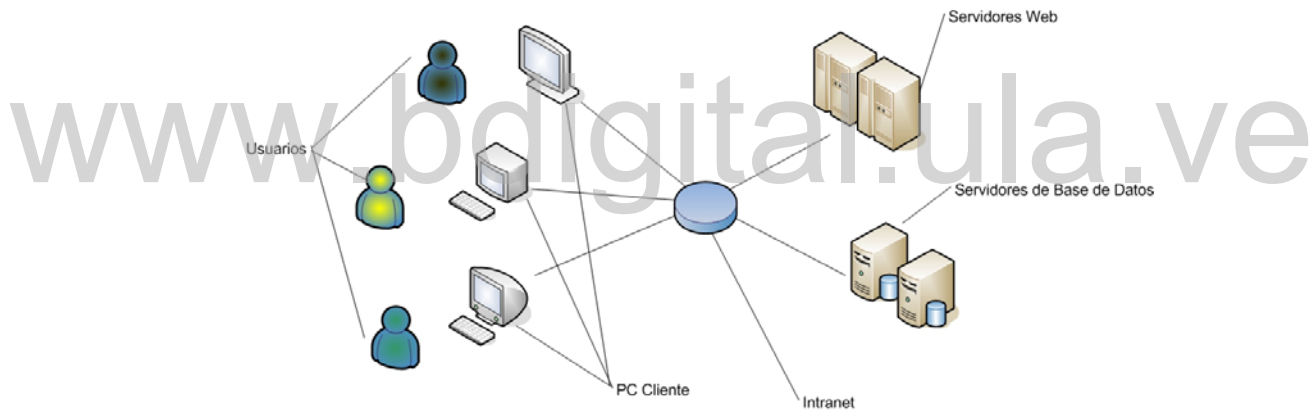 Servidores Web
www.bdigital.ula.ve
Usuarios
Servidores de Base de Datos
PC Cliente
Intranet